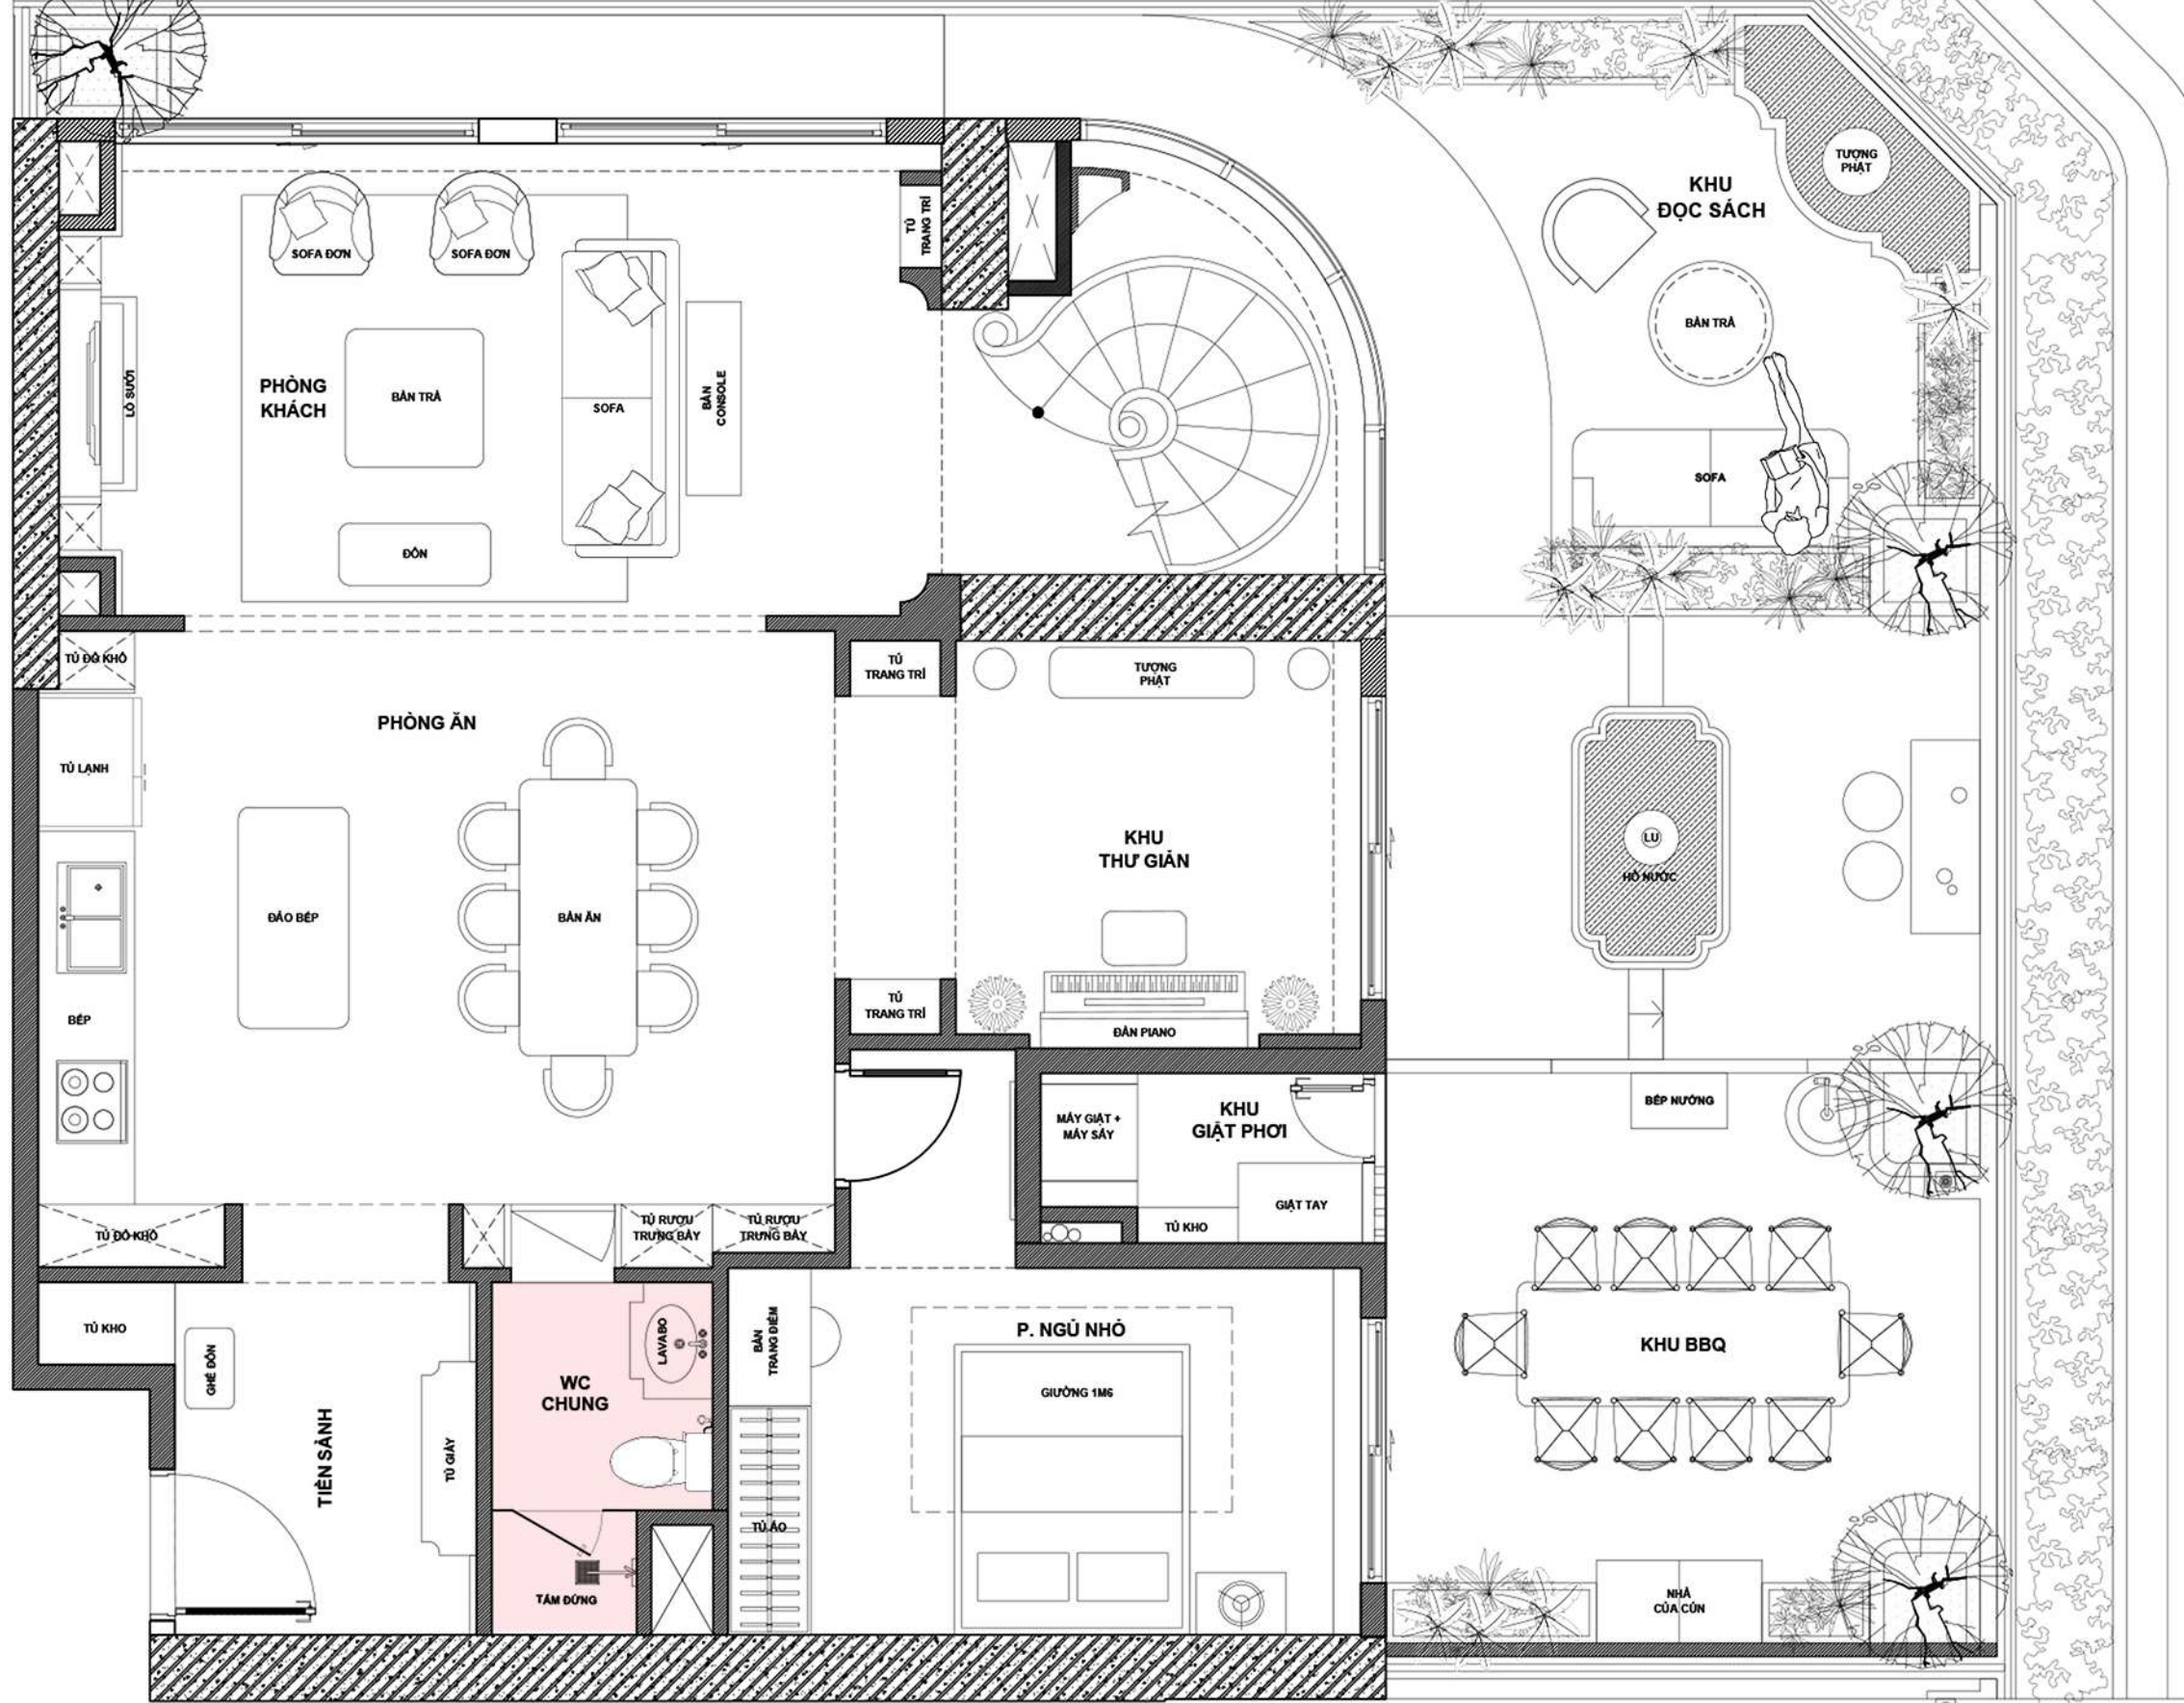 TƯỢNG
PHẬT
KHU
ĐỌC SÁCH
TỦ
TRANG TRÍ
SOFA ĐƠN
SOFA ĐƠN
BÀN TRÀ
LÒ SƯỞI
PHÒNG
KHÁCH
BÀN TRÀ
SOFA
BÀN
CONSOLE
SOFA
ĐÔN
TỦ ĐỒ KHÔ
TỦ
TRANG TRÍ
TƯỢNG
PHẬT
PHÒNG ĂN
TỦ LẠNH
KHU
THƯ GIÃN
LU
HỒ NƯỚC
ĐẢO BẾP
BÀN ĂN
BẾP
TỦ
TRANG TRÍ
ĐÀN PIANO
MÁY GIẶT +
MÁY SẤY
KHU
GIẶT PHƠI
BẾP NƯỚNG
GIẶT TAY
TỦ KHO
TỦ ĐỒ KHÔ
TỦ RƯỢU
TRƯNG BÀY
TỦ RƯỢU
TRƯNG BÀY
TỦ KHO
GHẾ ĐÔN
LAVABO
BÀN
TRANG ĐIỂM
P. NGỦ NHỎ
KHU BBQ
WC
CHUNG
GIƯỜNG 1M6
TIỀN SẢNH
TỦ GIÀY
TỦ ÁO
TẮM ĐỨNG
NHÀ
CỦA CÚN